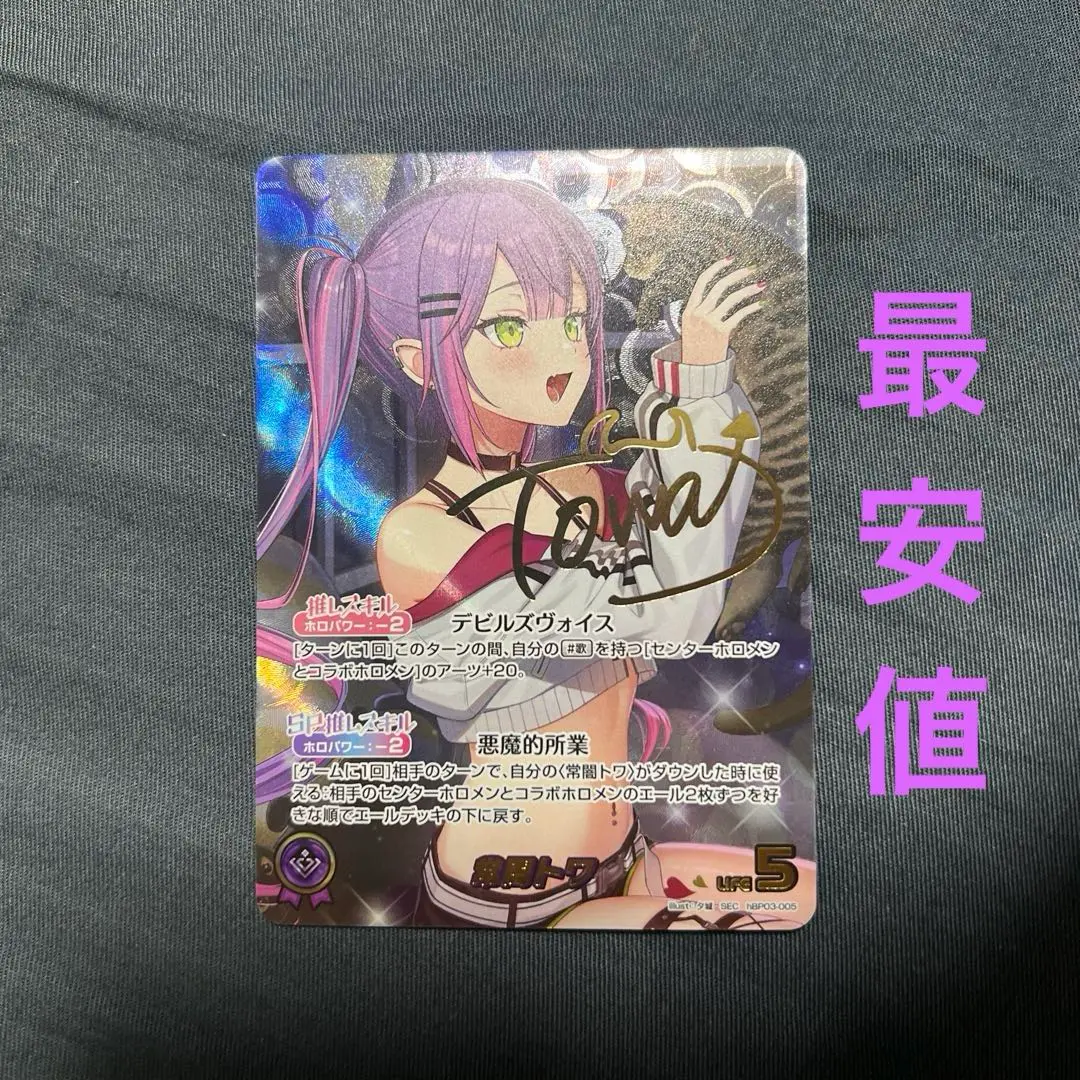 Towa
推しスキル
ホロパワー:-2
デビルズヴォイス
[ターンに1回]このターンの間、自分の#歌を持つ[センターホロメン
とコラボホロメン]のアーツ+20。
SP推しスキル
ホロパワー:-2
悪魔的所業
[ゲームに1回]相手のターンで、自分の〈常闇トワ〉がダウンした時に使
える:相手のセンターホロメンとコラボホロメンのエール2枚ずつを好
きな順でエールデッキの下に戻す。
常闇トワ
LIFE 5
illust:夕城 SEC hBP03-005
最安値